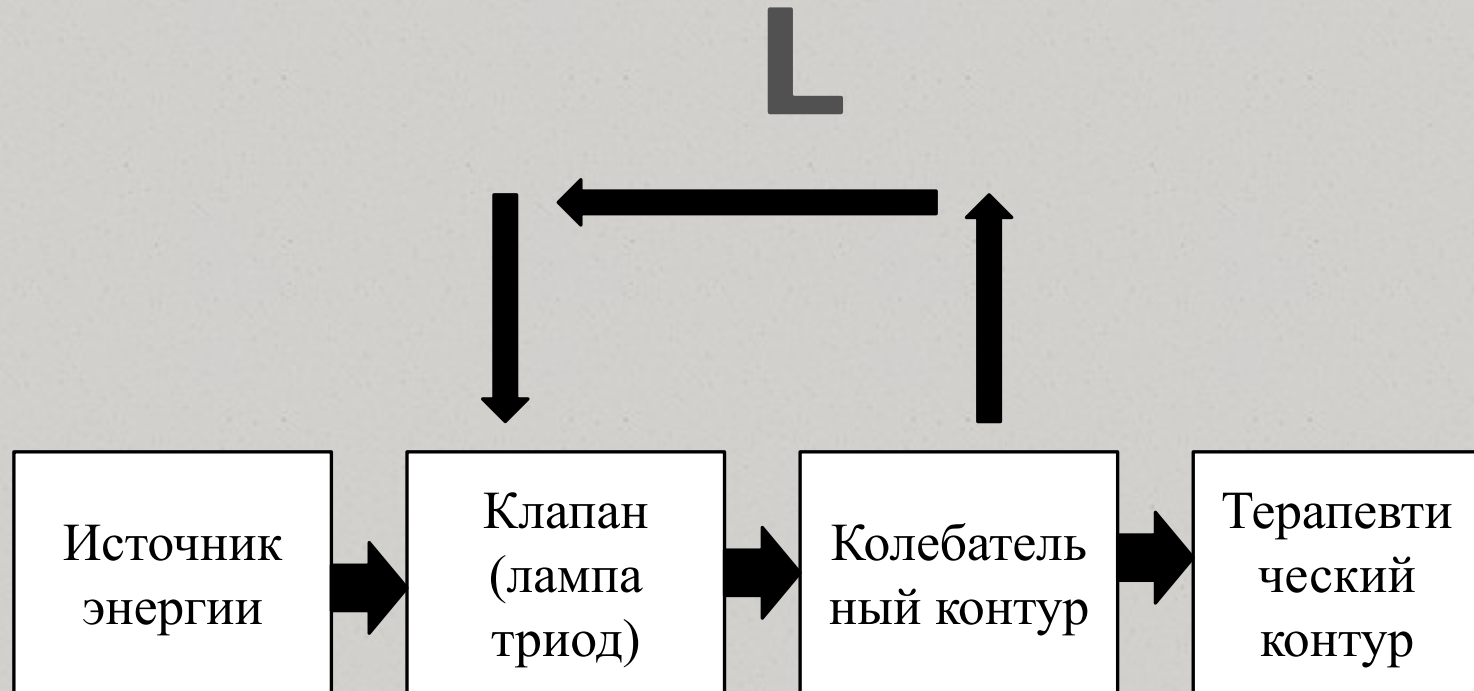 L
Источник
энергии
Клапан
(лампа
триод)
Колебатель
ный контур
Терапевти
ческий
контур